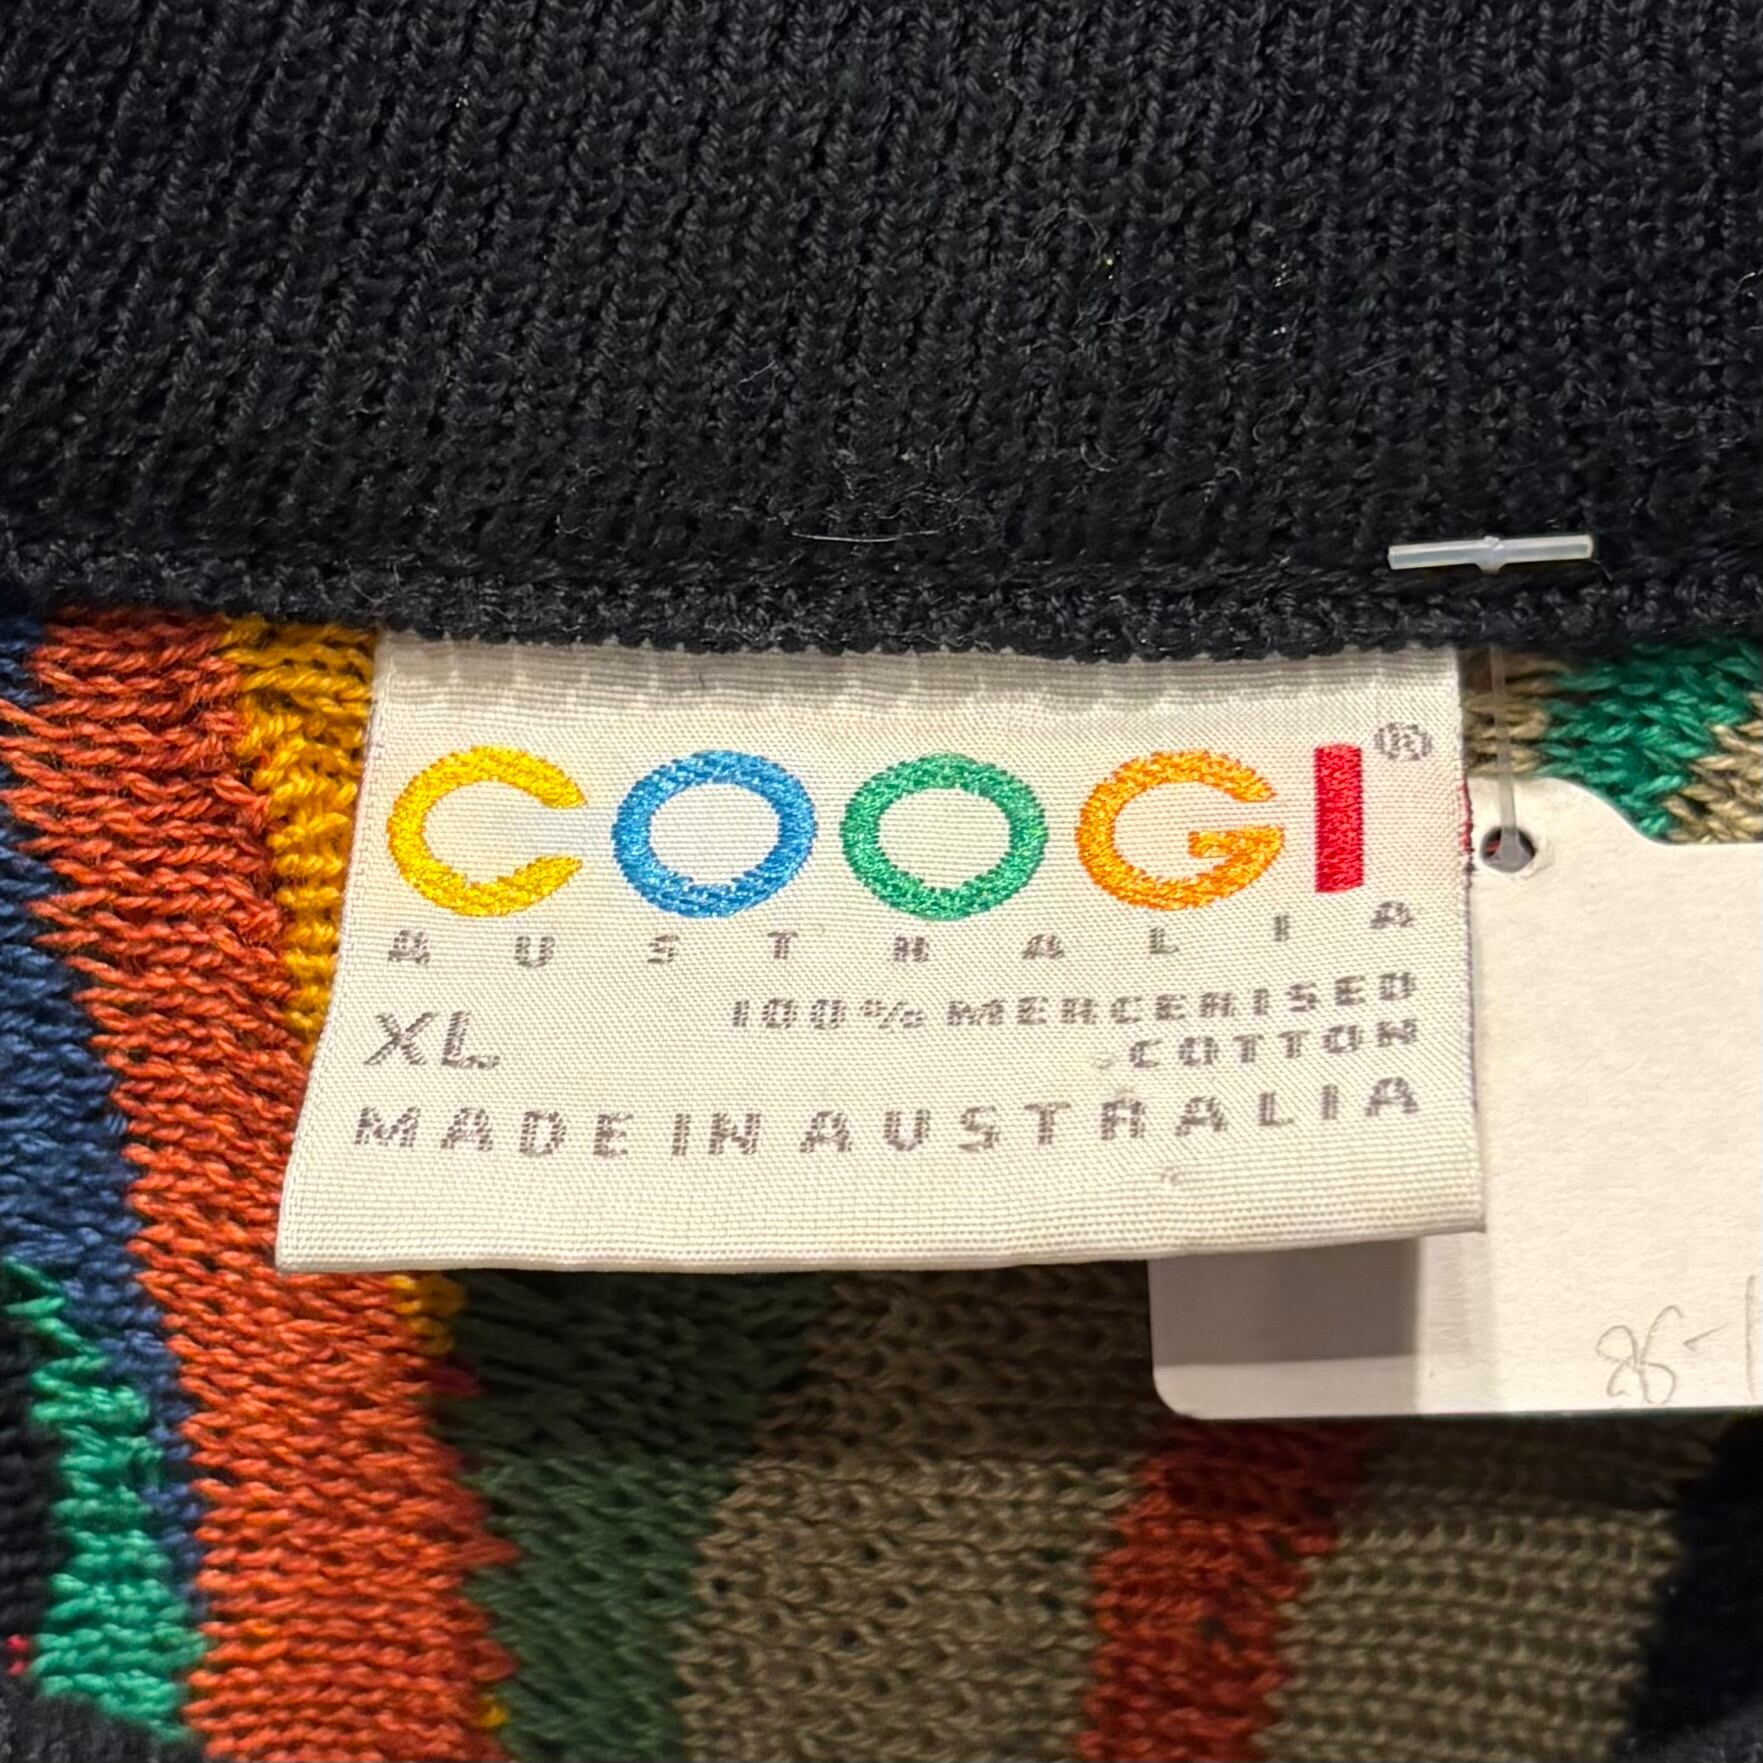 COOGI®
AUSTRALIA
XL 100% MERCERISED
COTTON
MADE IN AUSTRALIA